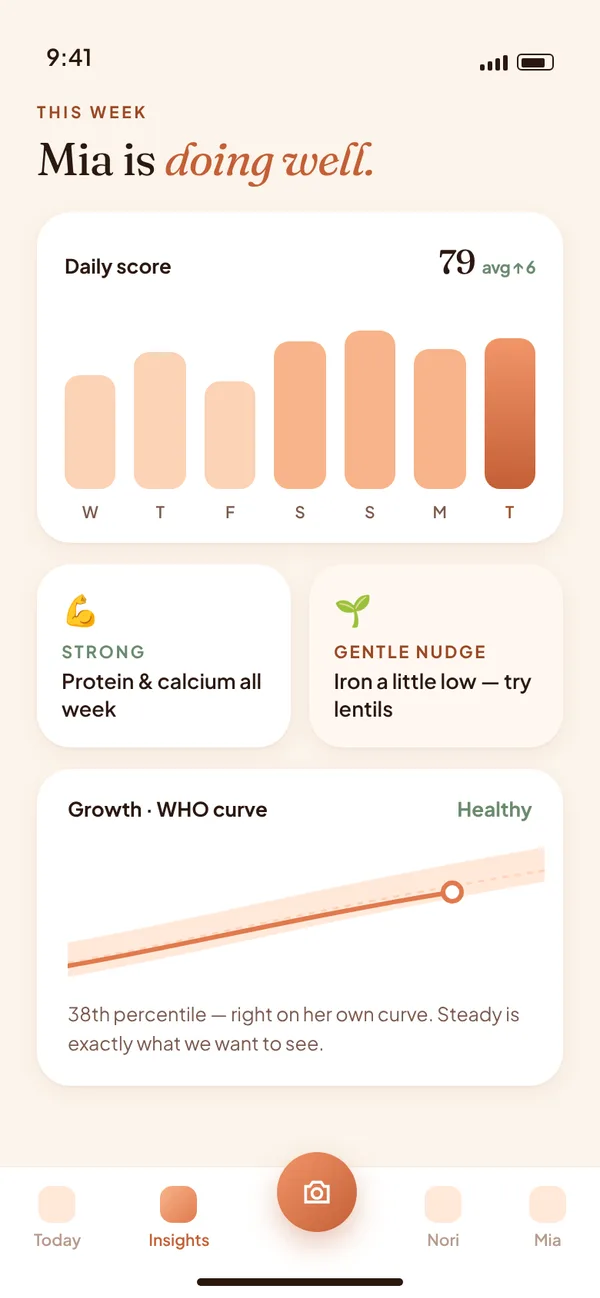 9:41
THIS WEEK
Mia is doing well.
Daily score
79 avg↑6
W T F S S M T
STRONG
Protein & calcium all
week
GENTLE NUDGE
Iron a little low — try
lentils
Growth · WHO curve
Healthy
38th percentile — right on her own curve. Steady is
exactly what we want to see.
Today
Insights
Nori
Mia